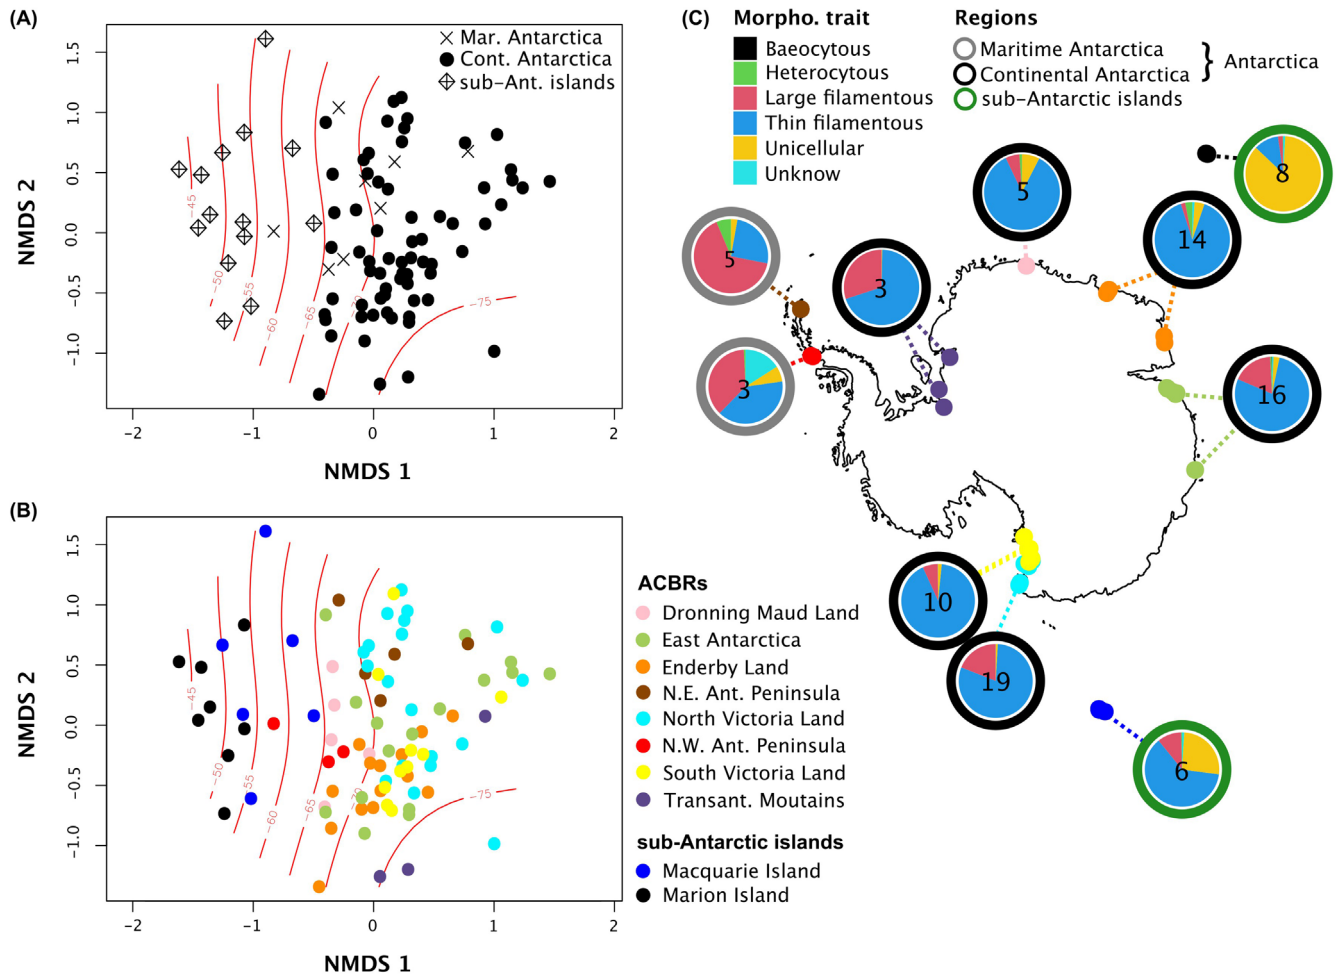 (A)
1.5
1.0
0.5
0.0
−0.5
−1.0
NMDS 2
Mar. Antarctica
Cont. Antarctica
sub-Ant. islands
−45
−50
−55
−60
−65
−70
−75
−2
−1
0
1
2
NMDS 1
(B)
1.5
1.0
0.5
0.0
−0.5
−1.0
NMDS 2
−45
−50
−55
−60
−65
−70
−75
−2
−1
0
1
2
NMDS 1
ACBRs
Dronning Maud Land
East Antarctica
Enderby Land
N.E. Ant. Peninsula
North Victoria Land
N.W. Ant. Peninsula
South Victoria Land
Transant. Moutains
sub-Antarctic islands
Macquarie Island
Marion Island
(C)
Morpho. trait
Baeocytous
Heterocytous
Large filamentous
Thin filamentous
Unicellular
Unknow
Regions
Maritime Antarctica
Continental Antarctica
sub-Antarctic islands
} Antarctica
8
5
14
5
3
3
16
10
19
6